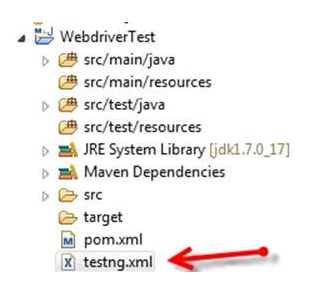 WebdriverTest
src/main/java
src/main/resources
src/test/java
src/test/resources
JRE System Library [jdk1.7.0_17]
Maven Dependencies
src
target
pom.xml
testng.xml